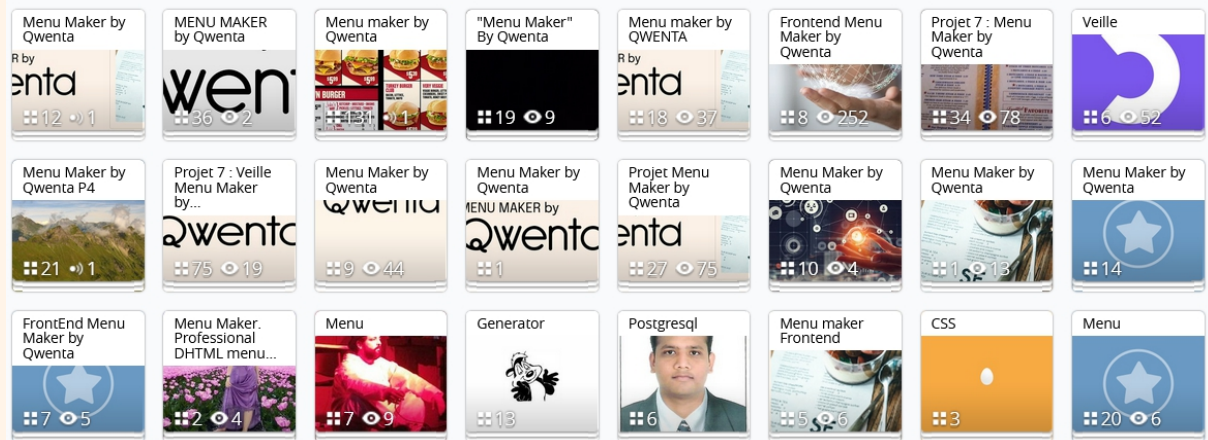 Menu Maker by
Qwenta
R by
enta
12 1
MENU MAKER
by Qwenta
wen
36 2
Menu maker by
Qwenta
N BURGER
131 1
"Menu Maker"
By Qwenta
19 9
Menu maker by
QWENTA
R by
enta
18 37
Frontend Menu
Maker by
Qwenta
8 252
Projet 7 : Menu
Maker by
Qwenta
34 78
Veille
6 52
Menu Maker by
Qwenta P4
21 1
Projet 7 : Veille
Menu Maker
by...
Qwenta
75 19
Menu Maker by
Qwenta
Qwenta
9 44
Menu Maker by
Qwenta
MENU MAKER by
Qwenta
1
Projet Menu
Maker by
Qwenta
enta
27 75
Menu Maker by
Qwenta
10 4
Menu Maker by
Qwenta
1 13
Menu Maker by
Qwenta
14
FrontEnd Menu
Maker by
Qwenta
7 5
Menu Maker.
Professional
DHTML menu...
2 4
Menu
7 9
Generator
13
Postgresql
6
Menu maker
Frontend
5 6
CSS
3
Menu
20 6